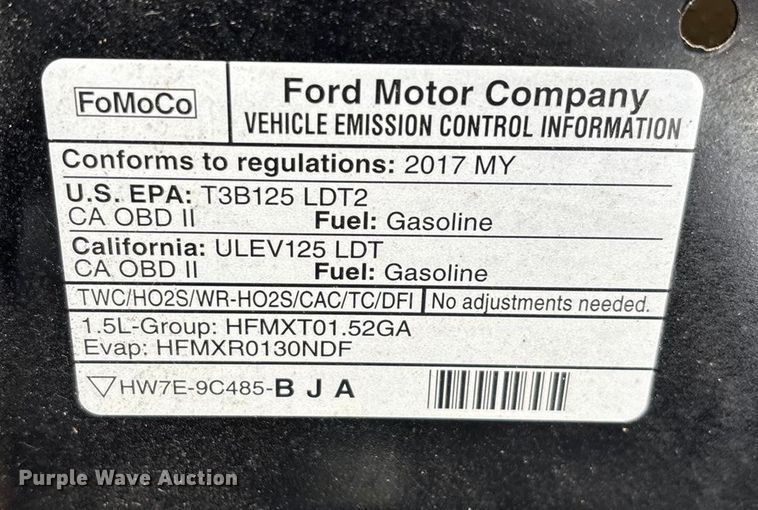 FoMoCo
Ford Motor Company
VEHICLE EMISSION CONTROL INFORMATION
Conforms to regulations: 2017 MY
U.S. EPA: T3B125 LDT2
CA OBD II Fuel: Gasoline
California: ULEV125 LDT
CA OBD II Fuel: Gasoline
TWC/HO2S/WR-HO2S/CAC/TC/DFI No adjustments needed.
1.5L-Group: HFMXT01.52GA
Evap: HFMXR0130NDF
HW7E-9C485-B J A
Purple Wave Auction